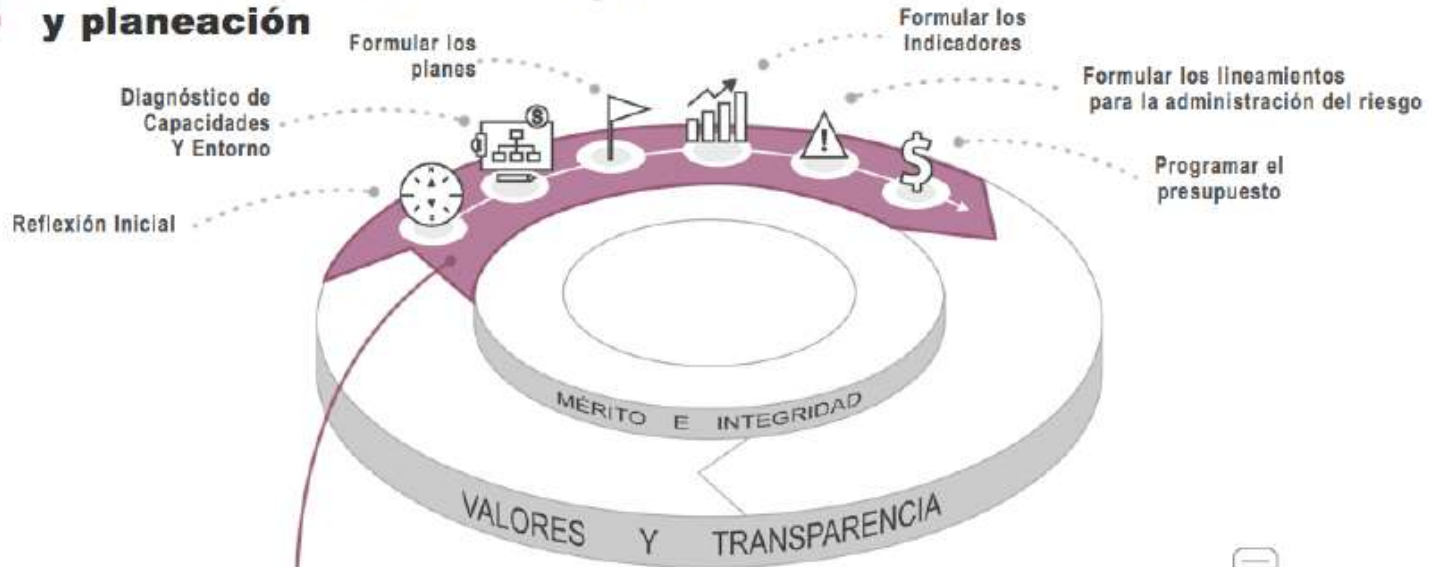 y planeación
Formular los
planes
Formular los
Indicadores
Diagnóstico de
Capacidades
Y Entorno
Formular los lineamientos
para la administración del riesgo
Programar el
presupuesto
Reflexión Inicial
$
MÉRITO E INTEGRIDAD
VALORES Y TRANSPARENCIA